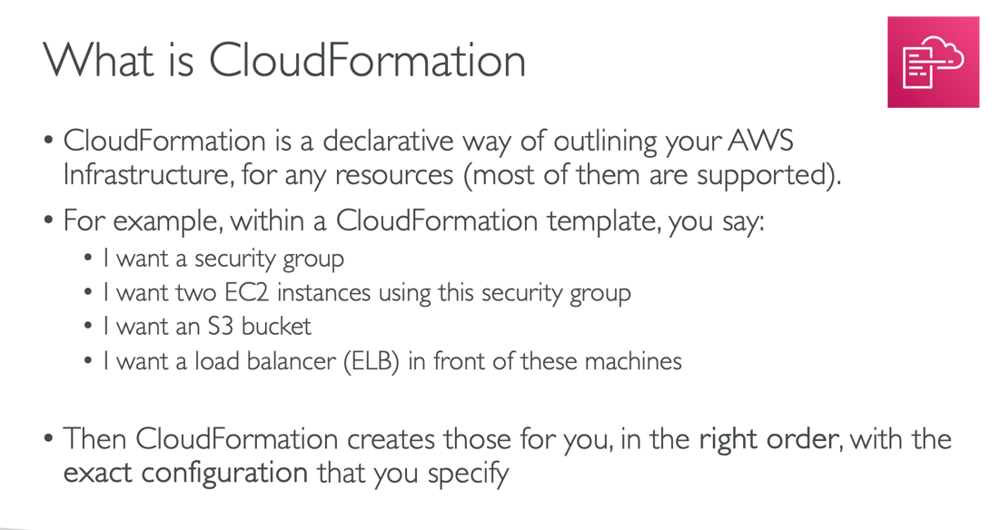 What is CloudFormation
• CloudFormation is a declarative way of outlining your AWS
Infrastructure, for any resources (most of them are supported).
• For example, within a CloudFormation template, you say:
• I want a security group
• I want two EC2 instances using this security group
• I want an S3 bucket
• I want a load balancer (ELB) in front of these machines
• Then CloudFormation creates those for you, in the right order, with the
exact configuration that you specify